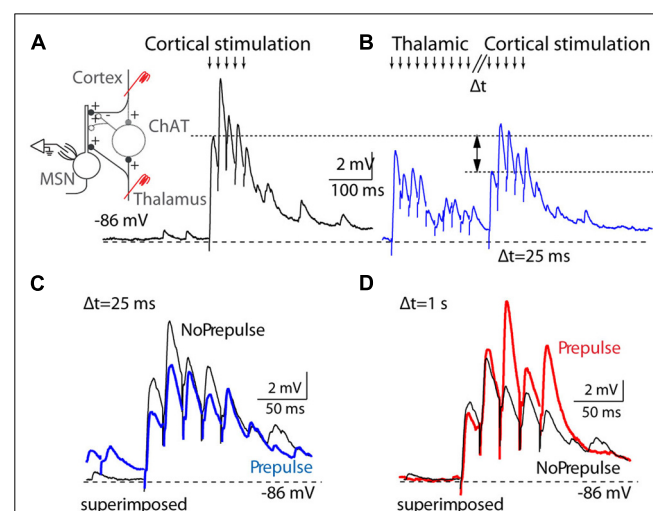 A
Cortical stimulation
Cortex
+
+
-
+
ChAT
+
+
MSN
Thalamus
-86 mV
2 mV
100 ms
B
Thalamic
Cortical stimulation
Δt
Δt=25 ms
C
Δt=25 ms
NoPrepulse
2 mV
50 ms
Prepulse
-86 mV
superimposed
D
Δt=1 s
Prepulse
2 mV
50 ms
NoPrepulse
-86 mV
superimposed